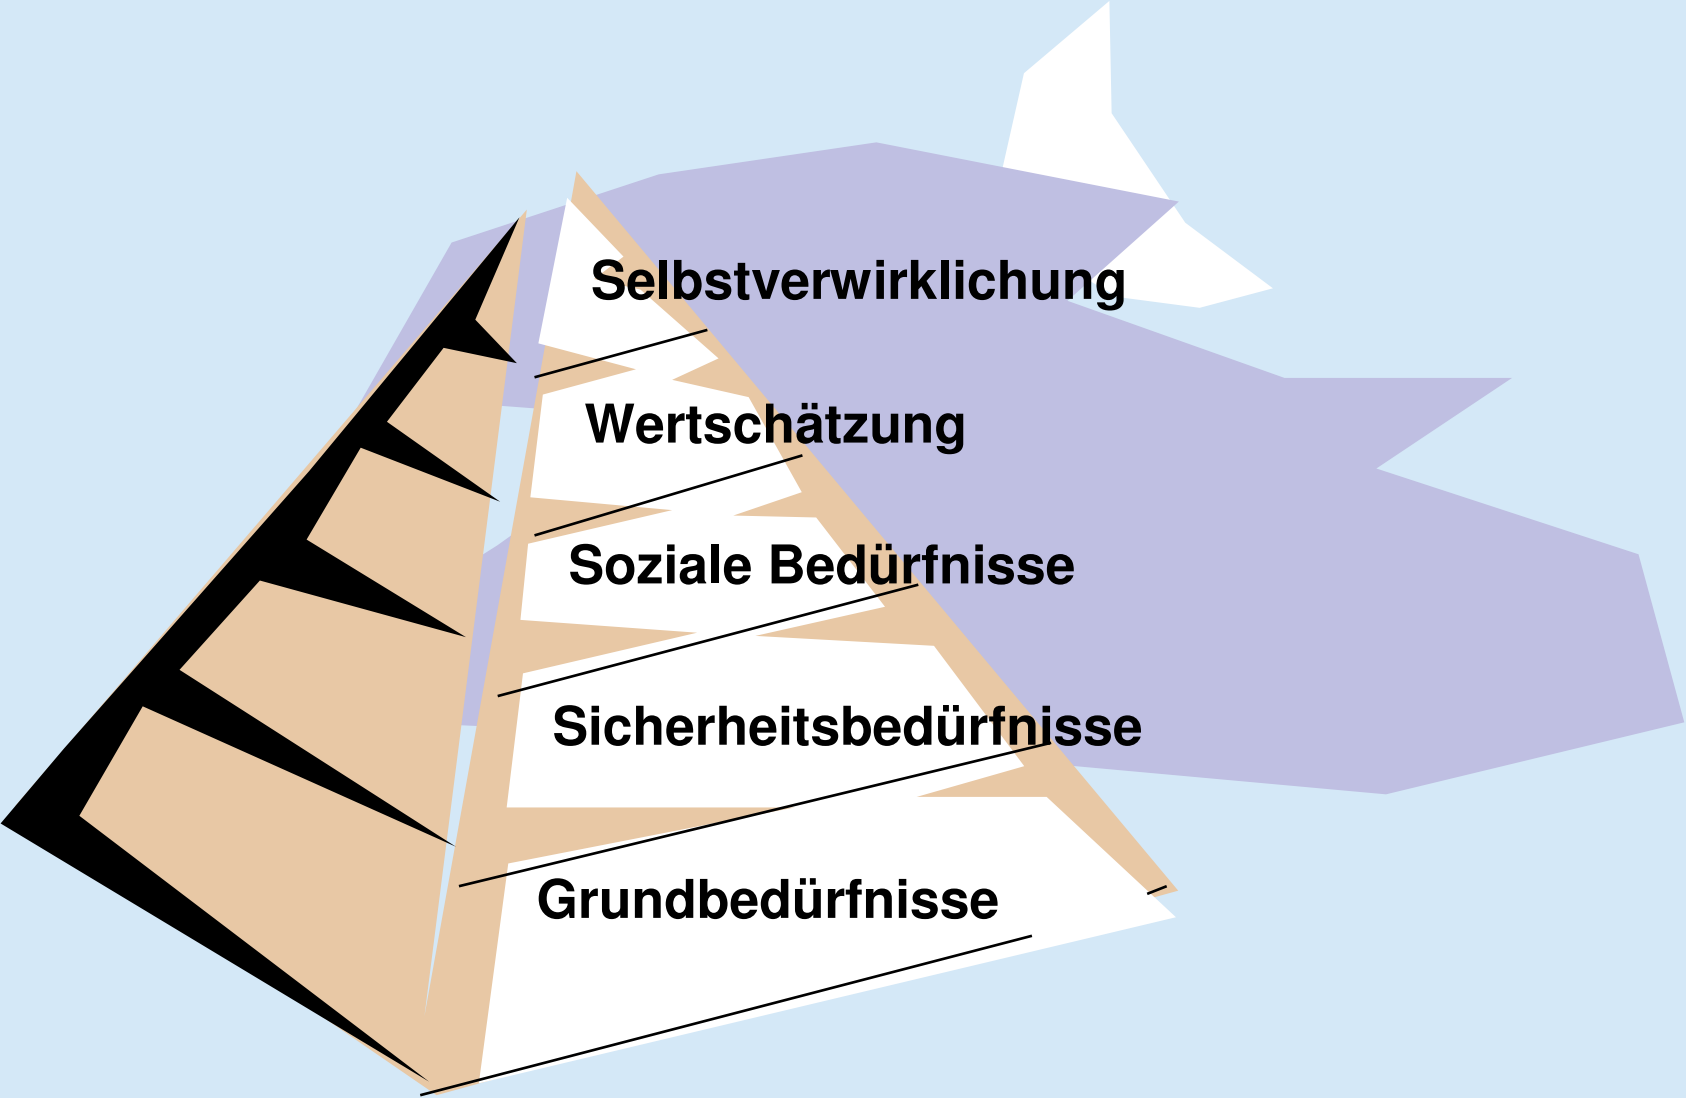 Selbstverwirklichung
Wertschätzung
Soziale Bedürfnisse
Sicherheitsbedürfnisse
Grundbedürfnisse